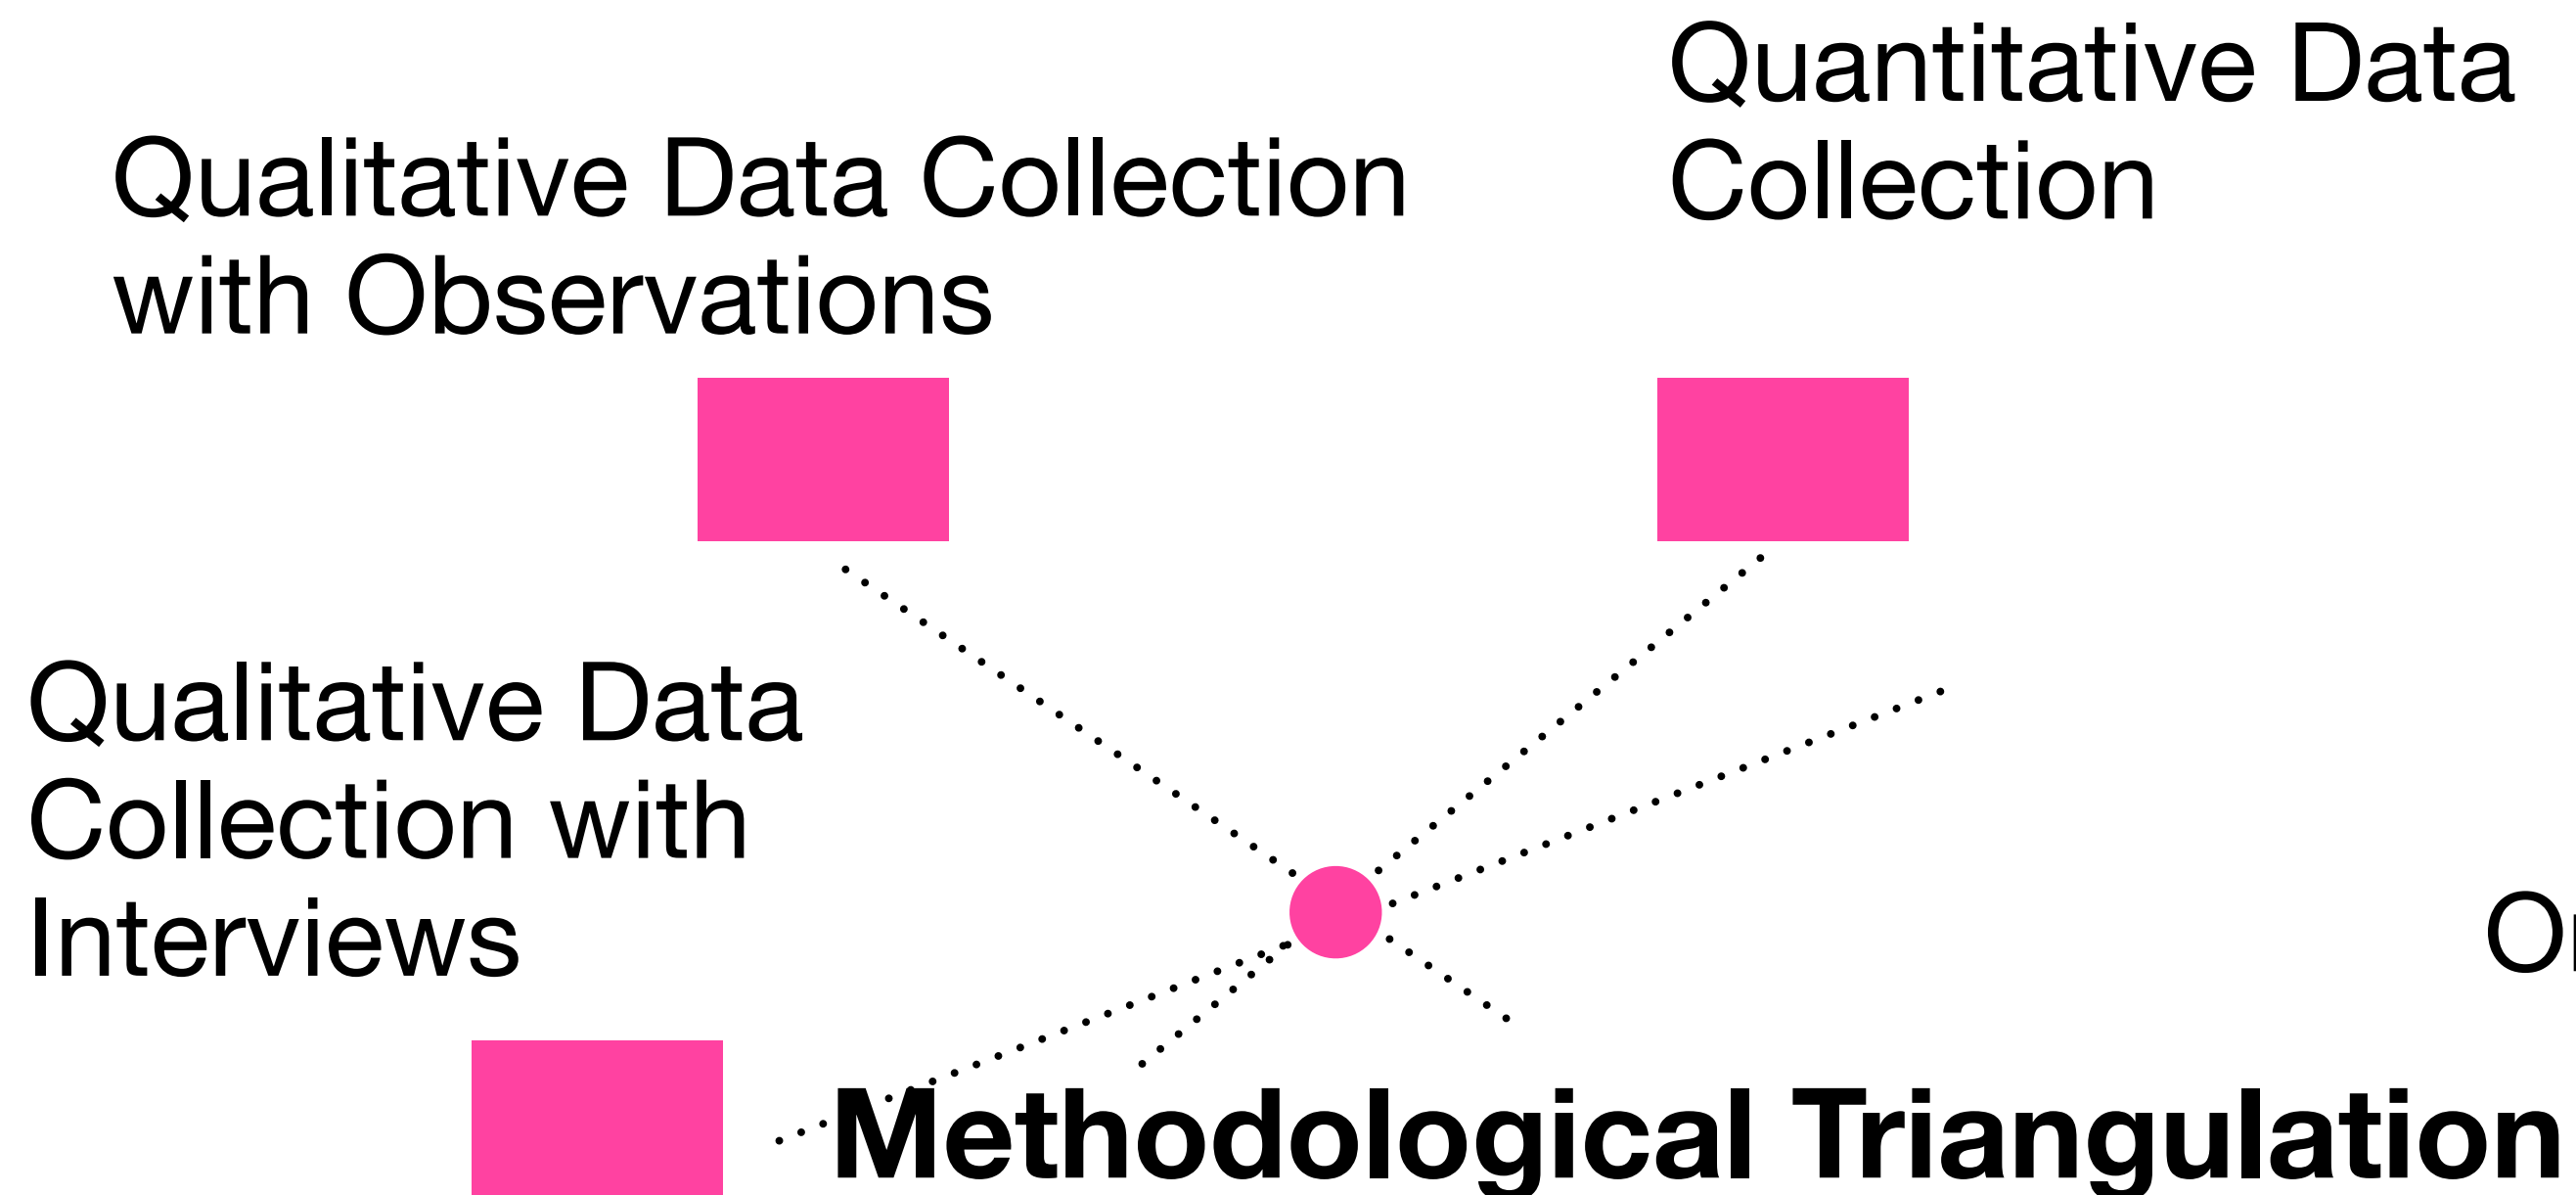 Quantitative Data
Collection
Qualitative Data Collection
with Observations
Qualitative Data
Collection with
Interviews
Methodological Triangulation